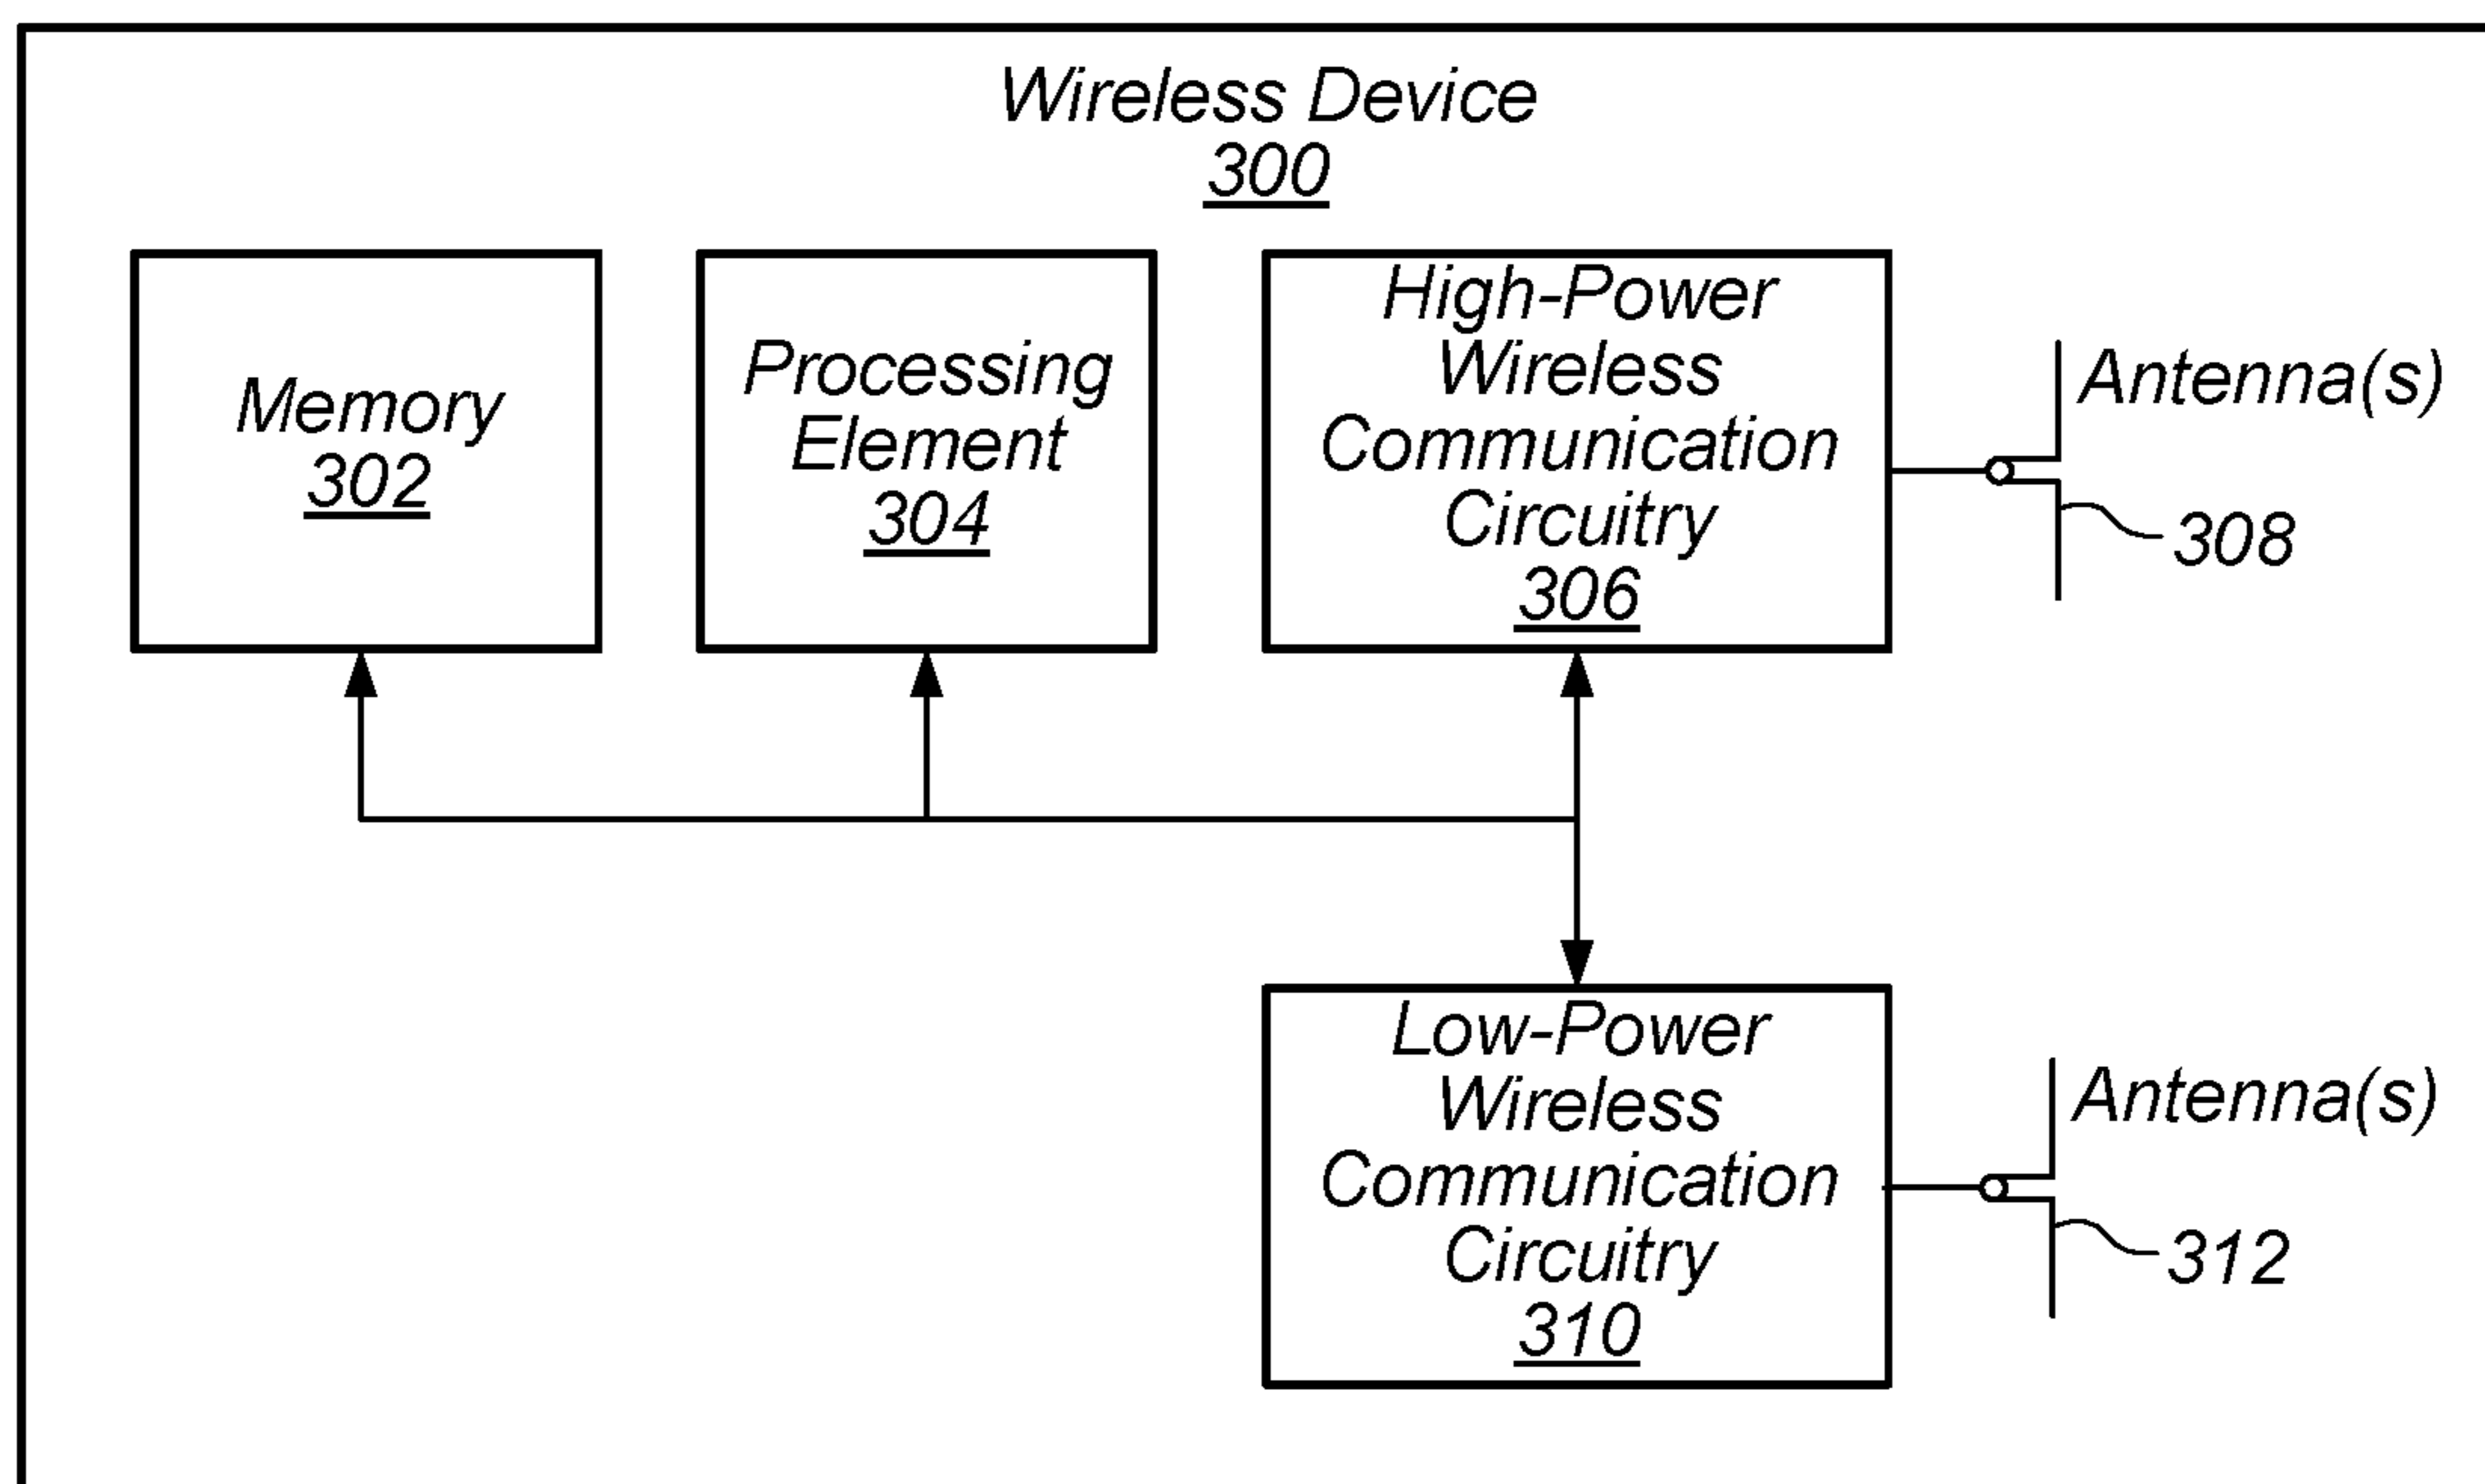 Wireless Device
300
Memory
302
Processing
Element
304
High-Power
Wireless
Communication
Circuitry
306
Antenna(s)
308
Low-Power
Wireless
Communication
Circuitry
310
Antenna(s)
312